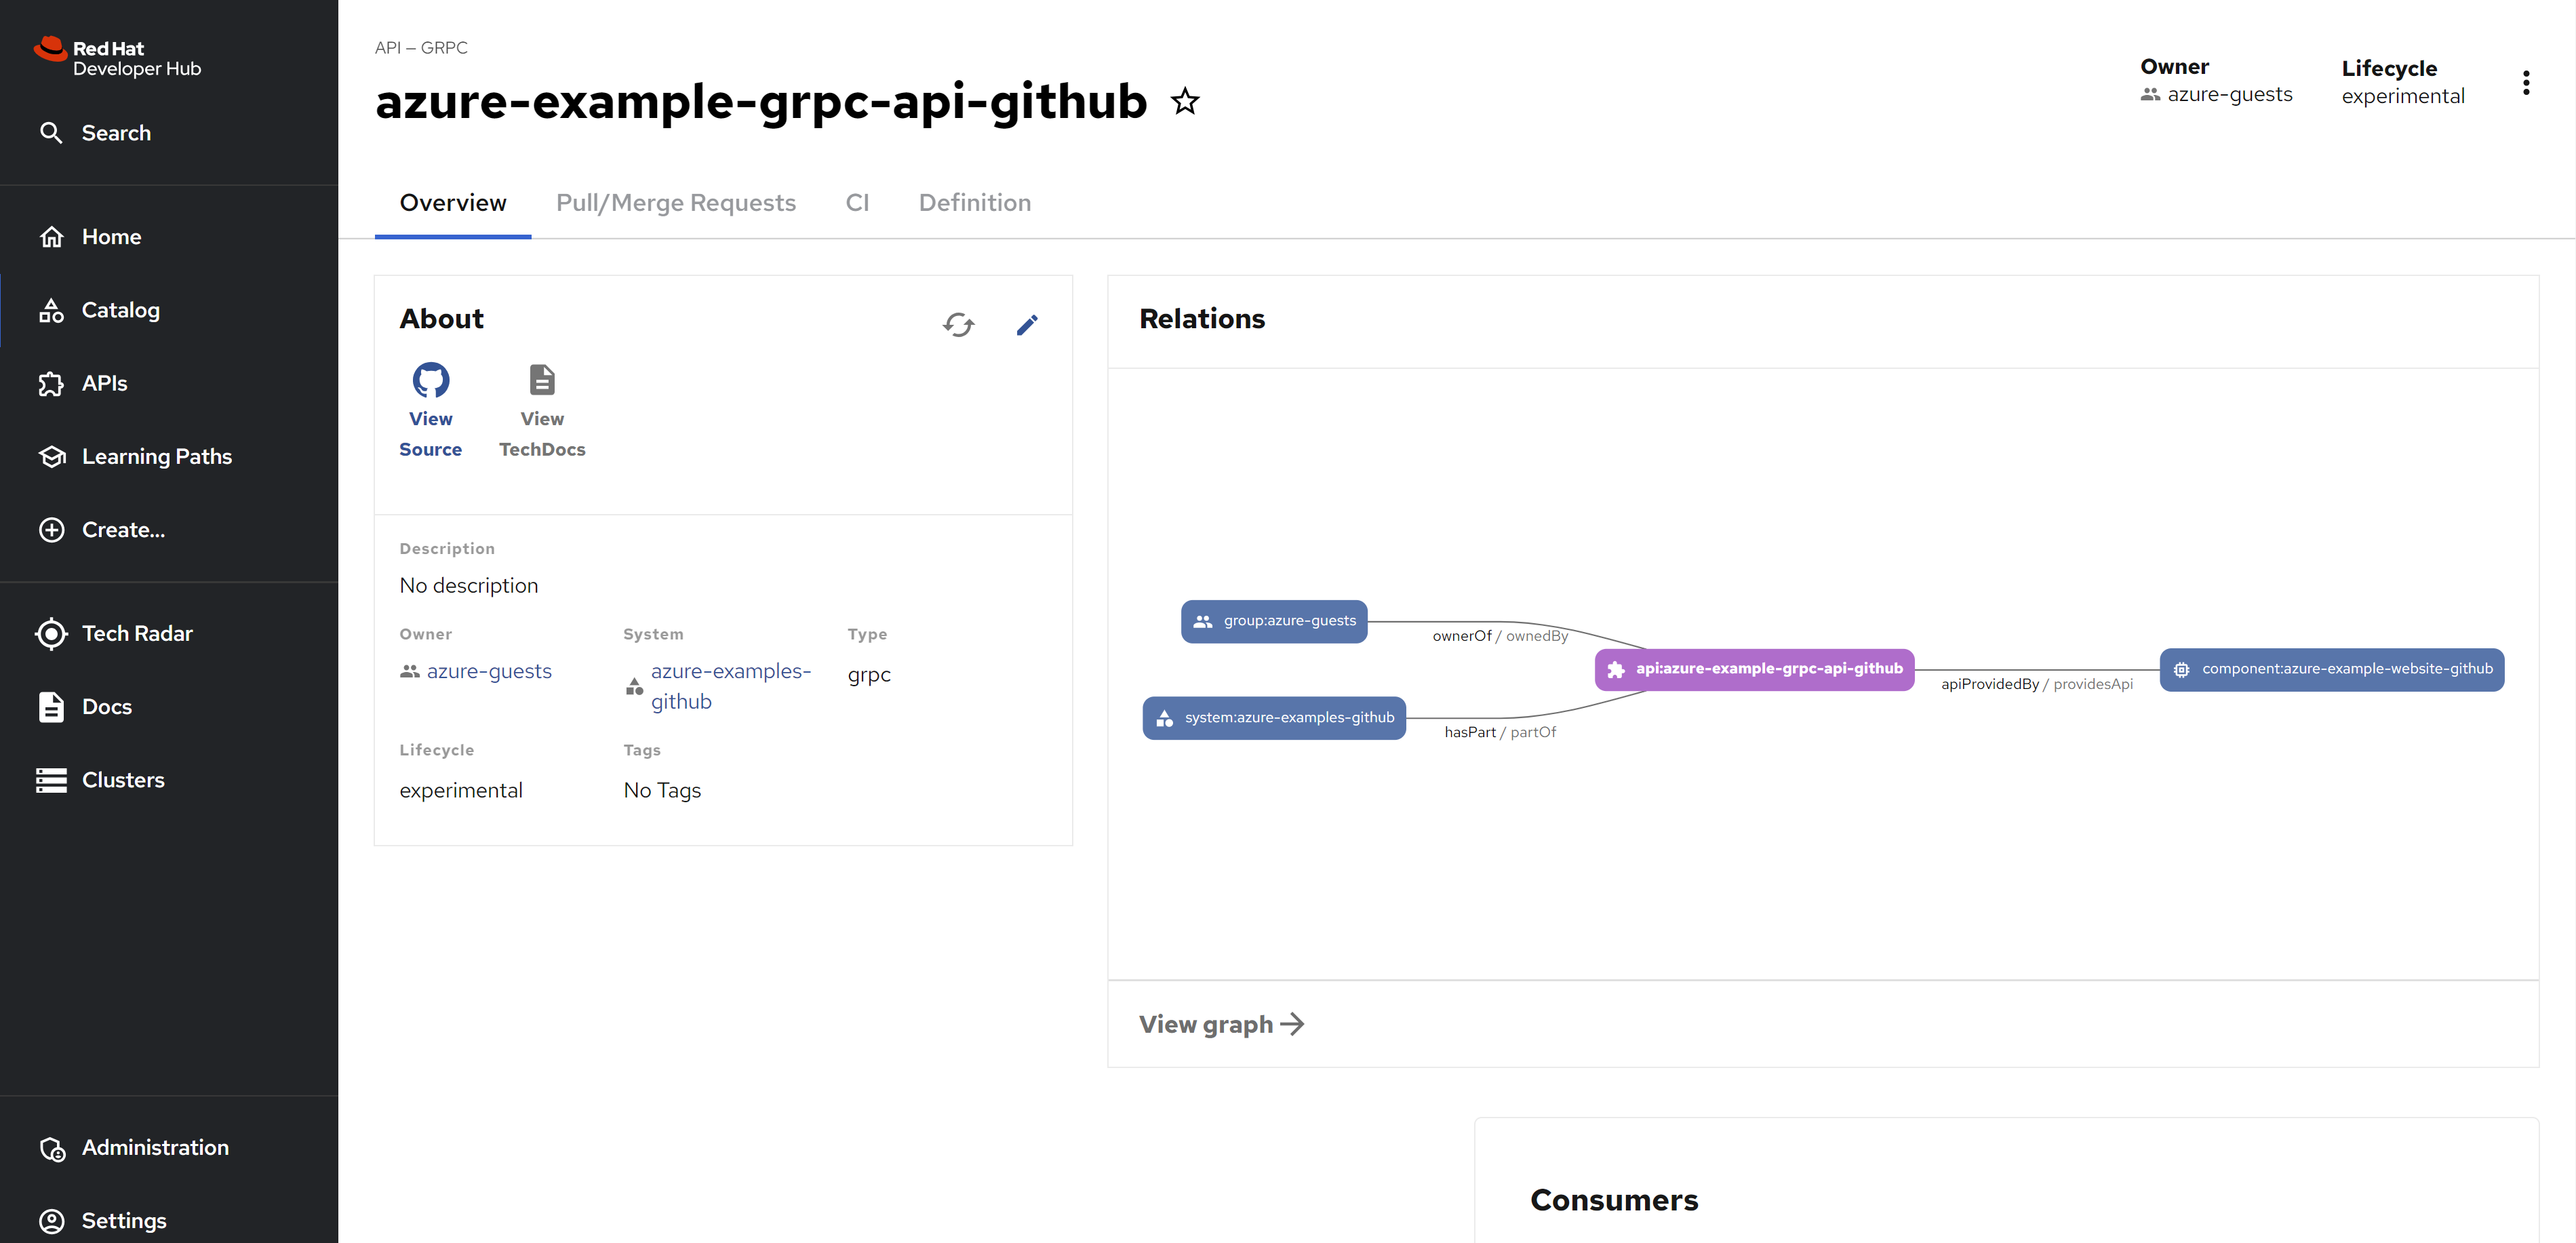 Red Hat
Developer Hub
Search
Home
Catalog
APIs
Learning Paths
Create...
Tech Radar
Docs
Clusters
Administration
Settings
API — GRPC
azure-example-grpc-api-github
Owner
azure-guests
Lifecycle
experimental
Overview
Pull/Merge Requests
CI
Definition
About
View
Source
View
TechDocs
Description
No description
Owner
azure-guests
System
azure-examples-
github
Type
grpc
Lifecycle
experimental
Tags
No Tags
Relations
group:azure-guests
ownerOf / ownedBy
api:azure-example-grpc-api-github
apiProvidedBy / providesApi
component:azure-example-website-github
system:azure-examples-github
hasPart / partOf
View graph
Consumers